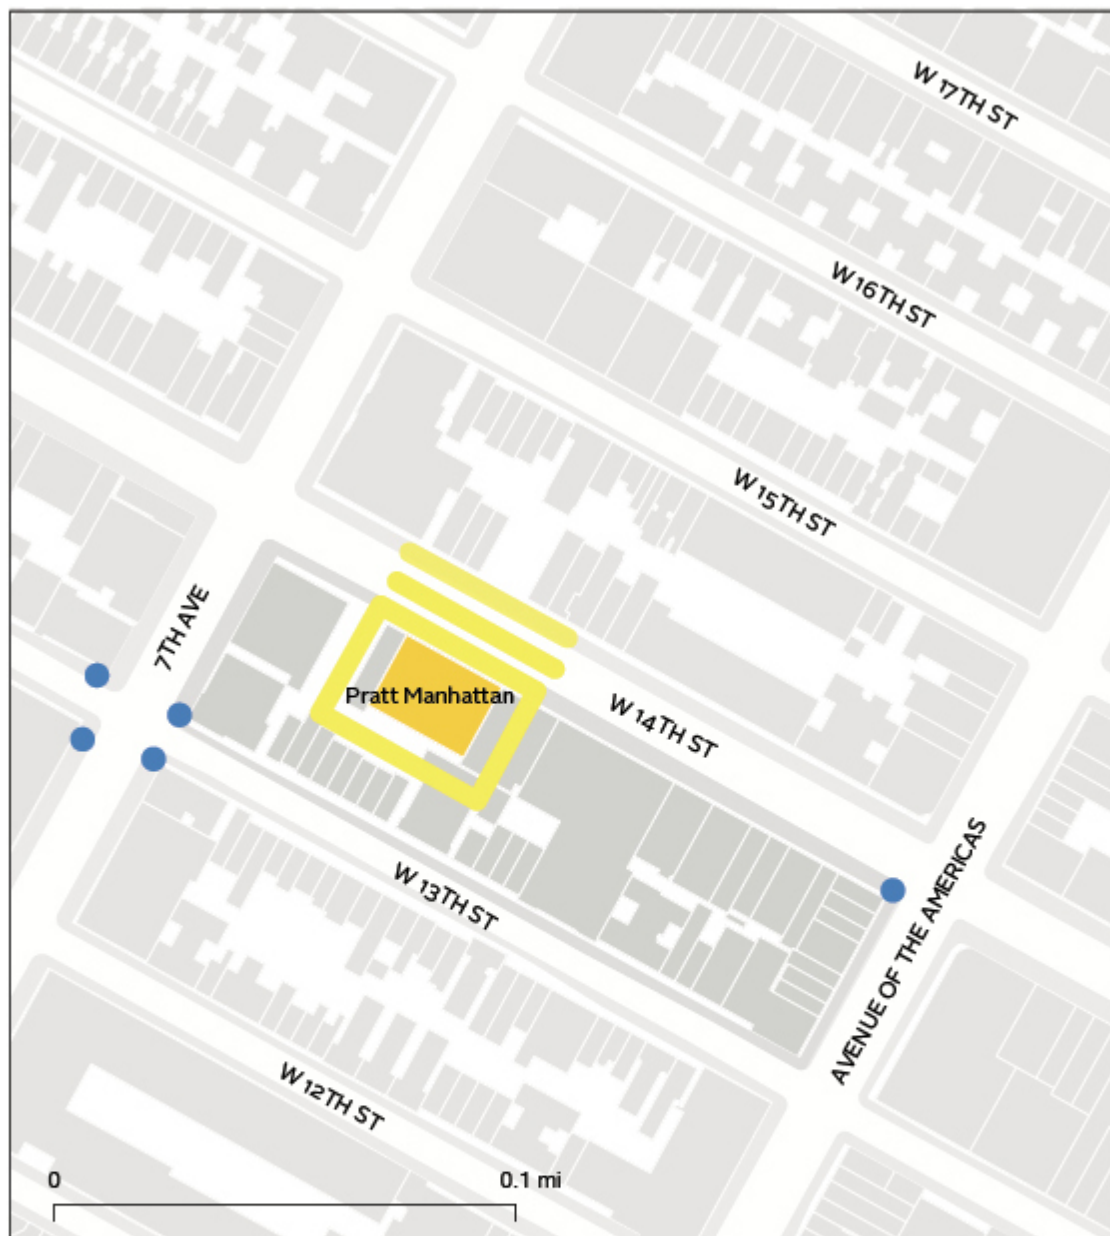 W 17TH ST
W 16TH ST
W 15TH ST
7TH AVE
Pratt Manhattan
W 14TH ST
W 13TH ST
AVENUE OF THE AMERICAS
W 12TH ST
0 0.1 mi